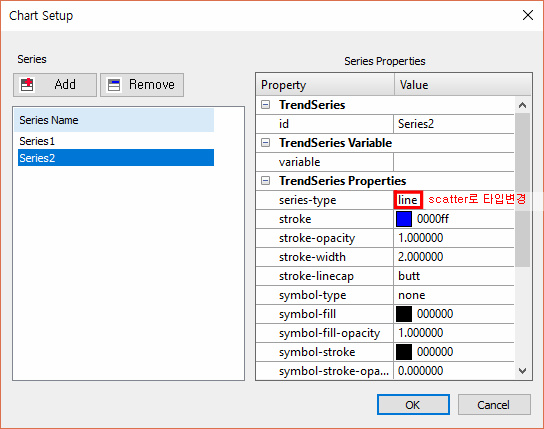 Chart Setup
Series
Series Properties
Add
Remove
Property Value
Series Name
Series1
Series2
TrendSeries
id Series2
TrendSeries Variable
variable
TrendSeries Properties
series-type line scatter로 타입변경
stroke 0000ff
stroke-opacity 1.000000
stroke-width 2.000000
stroke-linecap butt
symbol-type none
symbol-fill 000000
symbol-fill-opacity 1.000000
symbol-stroke 000000
symbol-stroke-opa... 0.000000
OK
Cancel